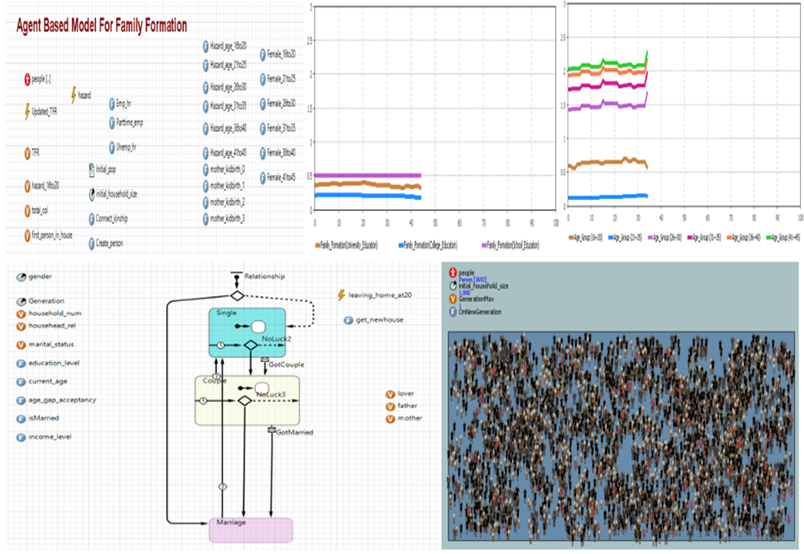 Agent Based Model For Family Formation
people [..]
hazard
Updated_TFR
Emp_hr
Parttime_emp
Unemp_hr
TFR
Initial_pop
hazard_16to20
initial_household_size
total_col
Connect_kinship
first_person_in_house
Create_person
Hazard_age_16to20
Hazard_age_21to25
Hazard_age_26to30
Hazard_age_31to35
Hazard_age_36to40
Hazard_age_41to45
mother_kidbirth_0
mother_kidbirth_1
mother_kidbirth_2
mother_kidbirth_3
Female_16to20
Female_21to25
Female_26to30
Female_31to35
Female_36to40
Female_41to45
3
2.5
2
1.5
1
0.5
0
0 10 20 30 40 50 60 70 80 90 100
Family_Formation(University_Education) Family_Formation(College_Education) Family_Formation(School_Education)
3
2.5
2
1.5
1
0.5
0
0 10 20 30 40 50 60 70 80 90 100
Age_Group (16~20) Age_Group (21~25) Age_Group (26~30) Age_Group (31~35) Age_Group (36~40) Age_Group (41~45)
gender
Generation
household_num
househead_rel
marital_status
education_level
current_age
age_gap_acceptancy
isMarried
income_level
Relationship
Single
NoLuck2
GotCouple
Couple
NoLuck3
GotMarried
Marriage
leaving_home_at20
get_newhouse
lover
father
mother
people
Person [3692]
initial_household_size
1,000
GenerationMax
1
OnNewGeneration